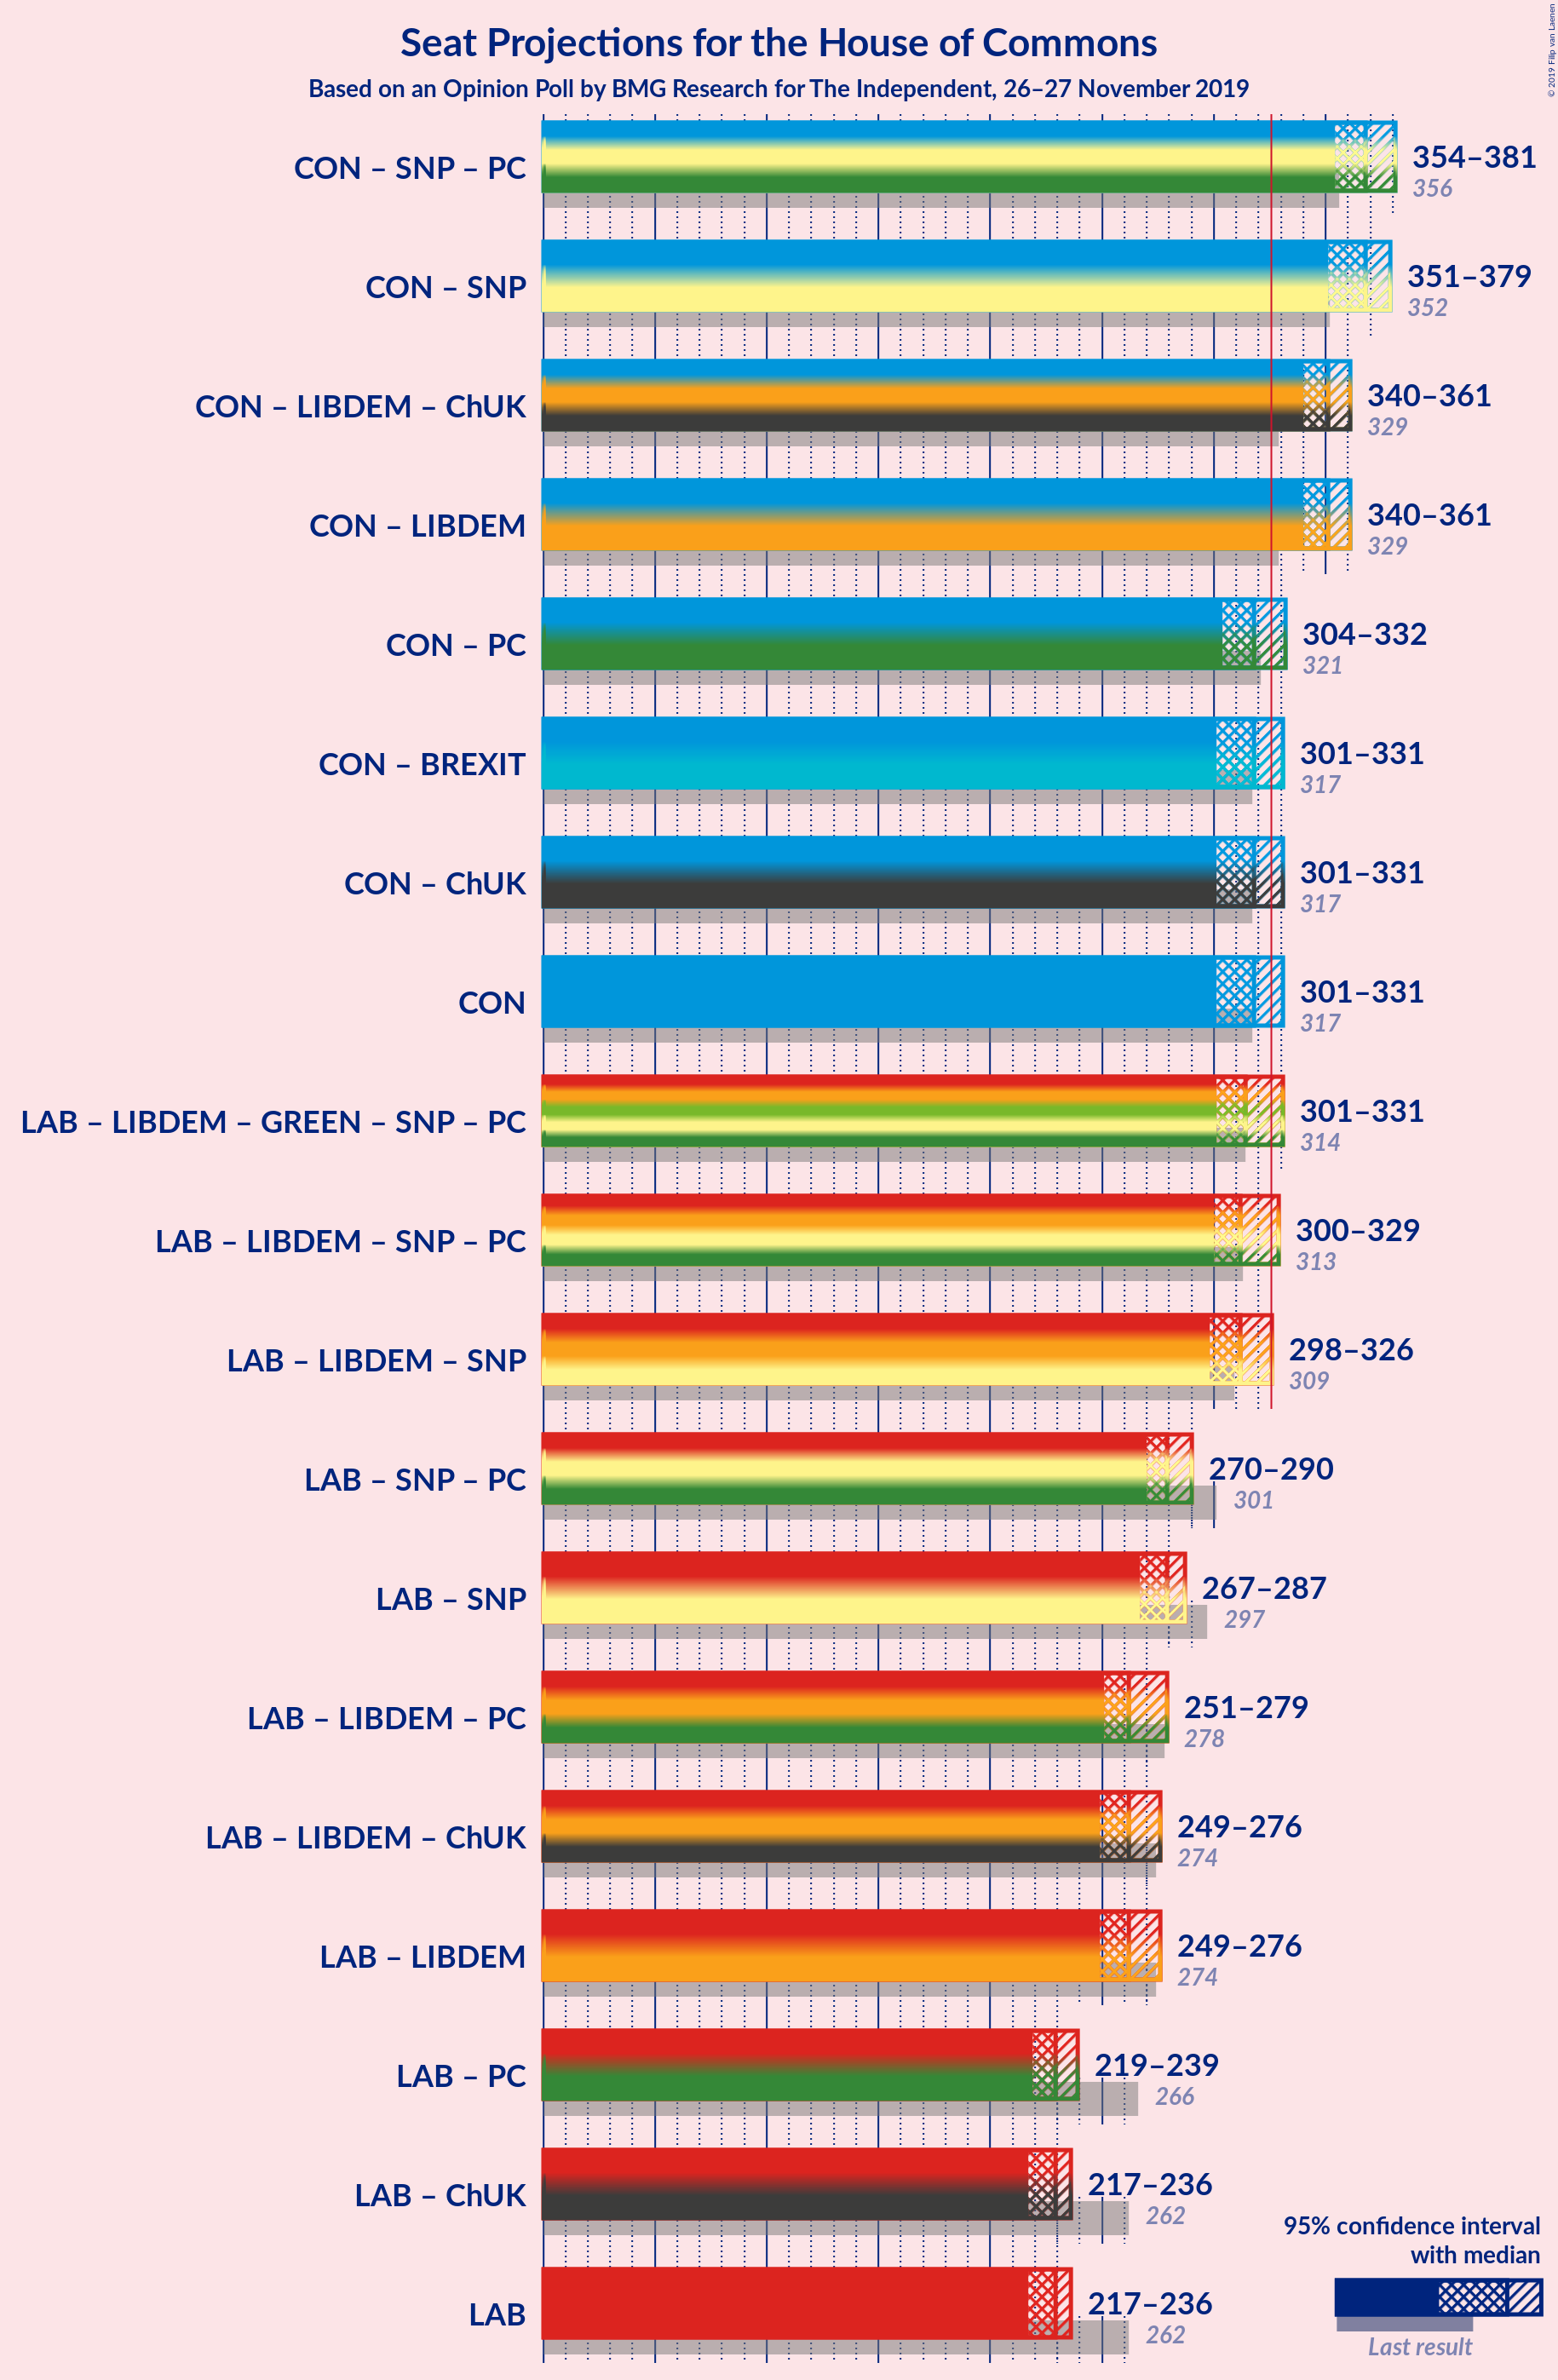 Seat Projections for the House of Commons
Based on an Opinion Poll by BMG Research for The Independent, 26–27 November 2019
© 2019 Filip van Laenen
CON – SNP – PC
354–381
356
CON – SNP
351–379
352
CON – LIBDEM – ChUK
340–361
329
CON – LIBDEM
340–361
329
CON – PC
304–332
321
CON – BREXIT
301–331
317
CON – ChUK
301–331
317
CON
301–331
317
LAB – LIBDEM – GREEN – SNP – PC
301–331
314
LAB – LIBDEM – SNP – PC
300–329
313
LAB – LIBDEM – SNP
298–326
309
LAB – SNP – PC
270–290
301
LAB – SNP
267–287
297
LAB – LIBDEM – PC
251–279
278
LAB – LIBDEM – ChUK
249–276
274
LAB – LIBDEM
249–276
274
LAB – PC
219–239
266
LAB – ChUK
217–236
262
LAB
217–236
262
95% confidence interval
with median
Last result